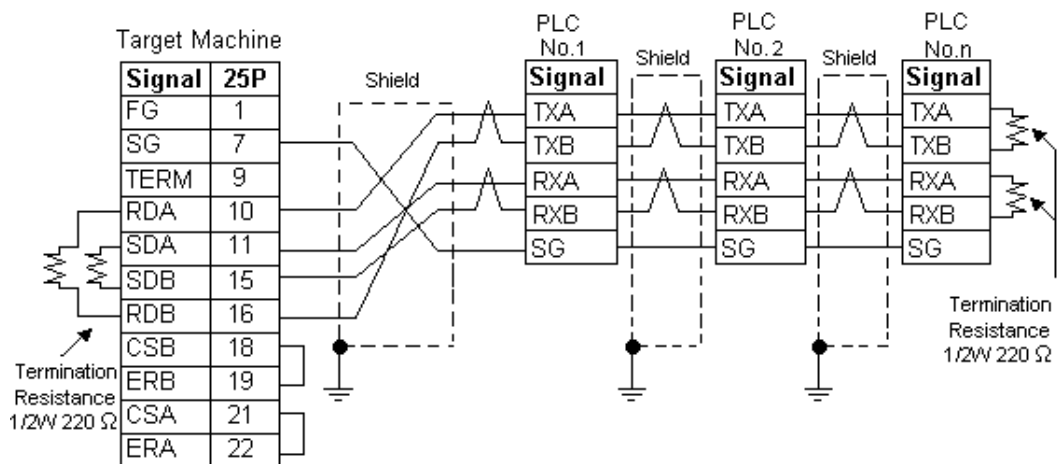 Target Machine
Signal 25P
FG 1
SG 7
TERM 9
RDA 10
SDA 11
SDB 15
RDB 16
CSB 18
ERB 19
CSA 21
ERA 22
Termination
Resistance
1/2W 220 Ω
Shield
PLC
No.1
Signal
TXA
TXB
RXA
RXB
SG
Shield
PLC
No.2
Signal
TXA
TXB
RXA
RXB
SG
Shield
PLC
No.n
Signal
TXA
TXB
RXA
RXB
SG
Termination
Resistance
1/2W 220 Ω